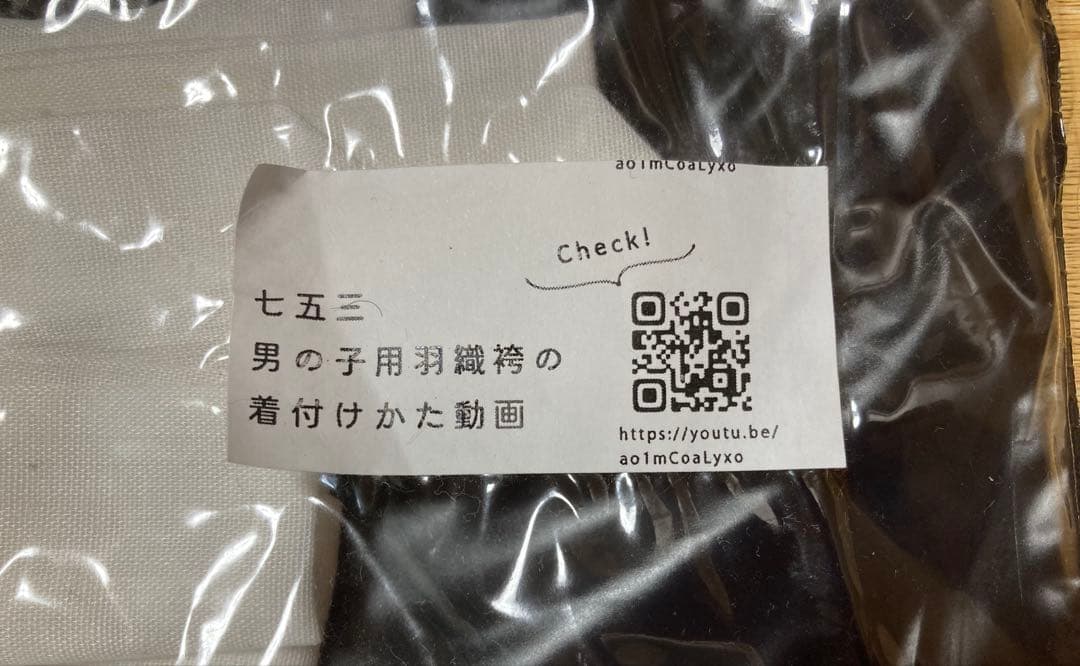 ao1mCoaLyxo
Check!
七五三
男の子用羽織袴の
着付けかた動画
https://youtu.be/
ao1mCoaLyxo